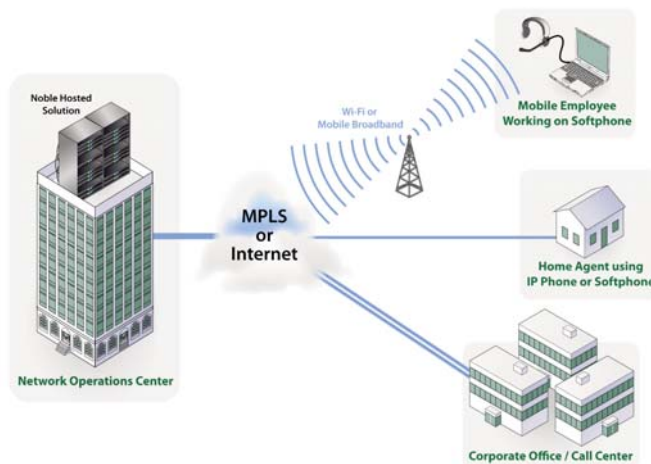 Noble Hosted
Solution
Network Operations Center
MPLS
or
Internet
Wi-Fi or
Mobile Broadband
Mobile Employee
Working on Softphone
Home Agent using
IP Phone or Softphone
Corporate Office / Call Center